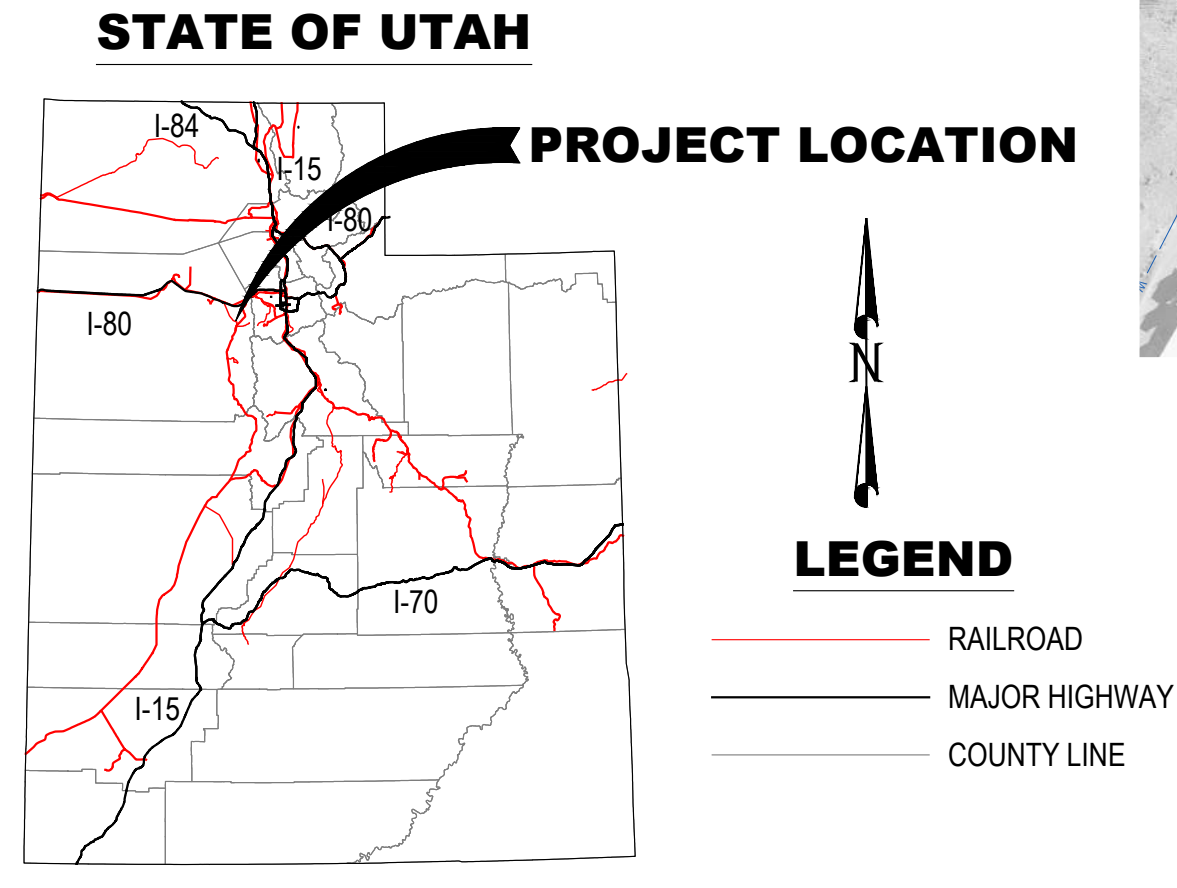 STATE OF UTAH
I-84
PROJECT LOCATION
I-15
I-80
I-80
N
LEGEND
I-70
RAILROAD
MAJOR HIGHWAY
I-15
COUNTY LINE